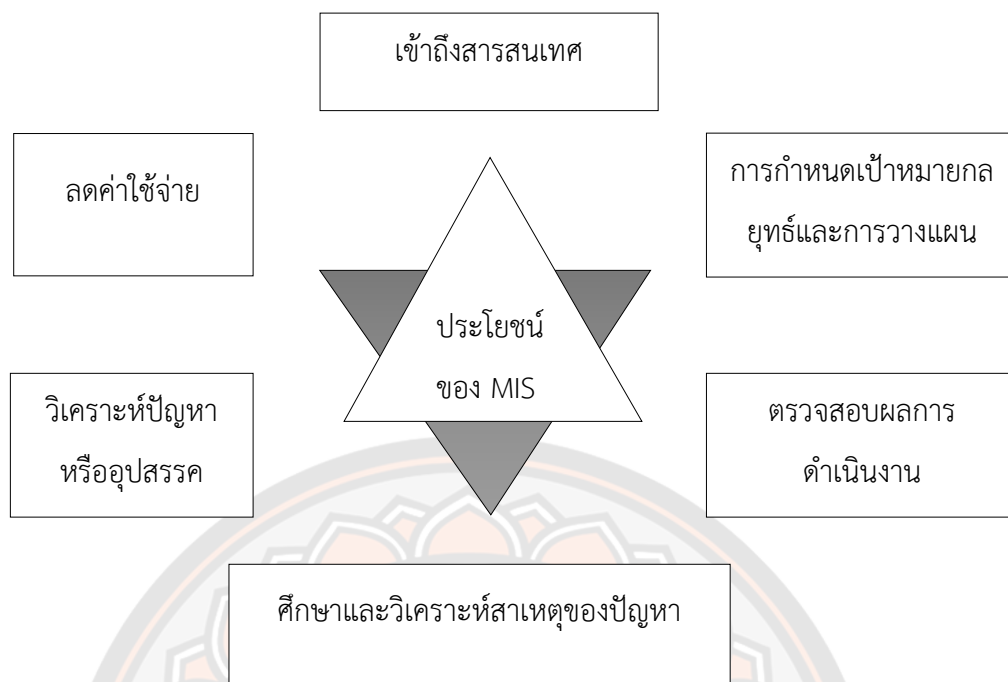 เข้าถึงสารสนเทศ
ลดค่าใช้จ่าย
การกำหนดเป้าหมายกล
ยุทธ์และการวางแผน
ประโยชน์
ของ MIS
วิเคราะห์ปัญหา
หรืออุปสรรค
ตรวจสอบผลการ
ดำเนินงาน
ศึกษาและวิเคราะห์สาเหตุของปัญหา